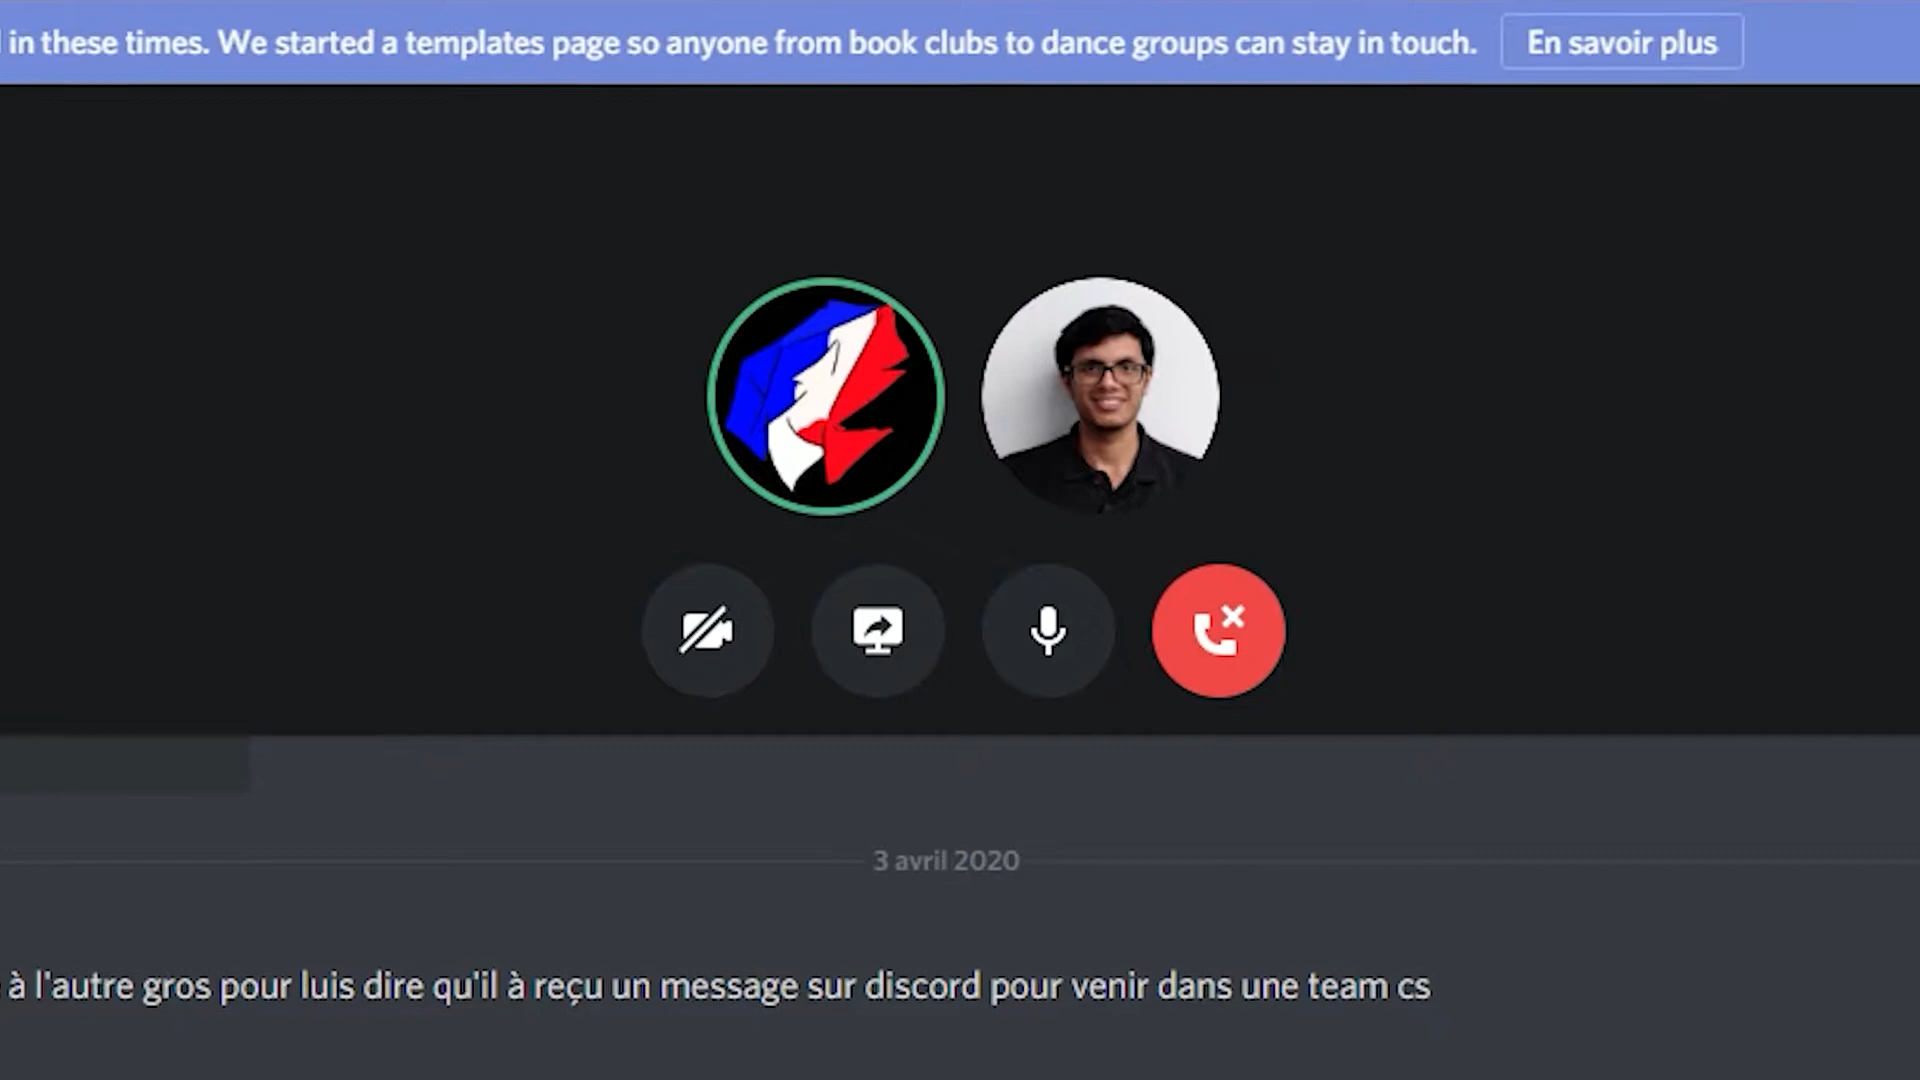 in these times. We started a templates page so anyone from book clubs to dance groups can stay in touch. En savoir plus
3 avril 2020
à l'autre gros pour luis dire qu'il à reçu un message sur discord pour venir dans une team cs